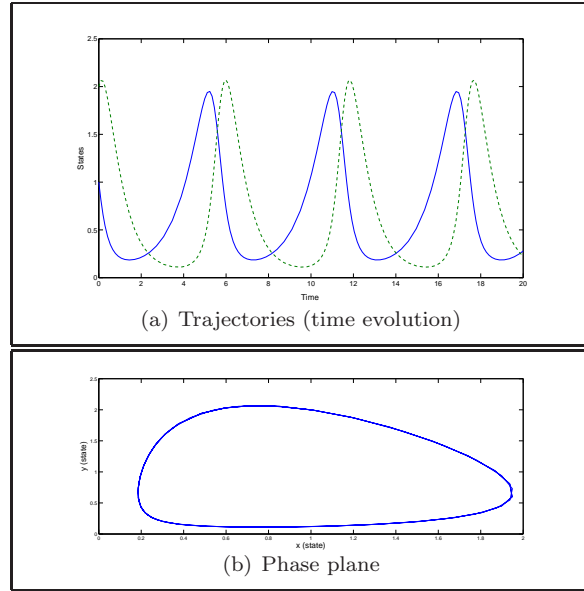 2.5
2
1.5
1
0.5
0
States
0 2 4 6 8 10 12 14 16 18 20
Time
(a) Trajectories (time evolution)
2.5
2
1.5
1
0.5
0
y (state)
0 0.2 0.4 0.6 0.8 1 1.2 1.4 1.6 1.8 2
x (state)
(b) Phase plane